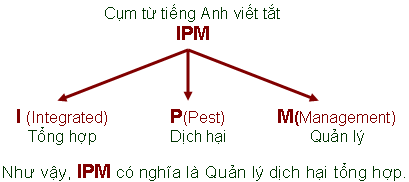 Cụm từ tiếng Anh viết tắt
IPM
I (Integrated) P(Pest) M(Management)
Tổng hợp Dịch hại Quản lý
Như vậy, IPM có nghĩa là Quản lý dịch hại tổng hợp.